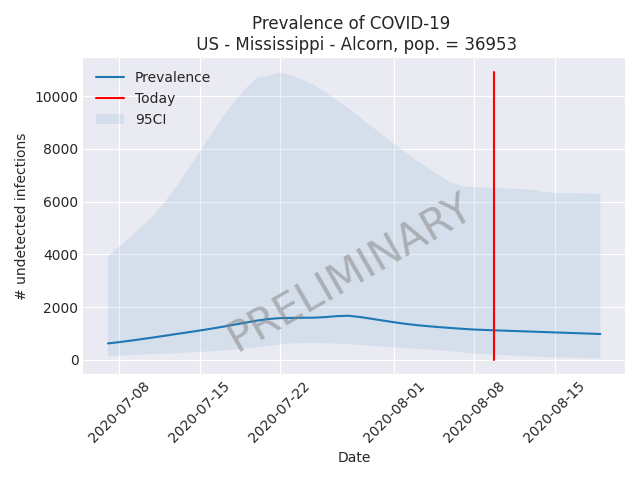 Prevalence of COVID-19
US - Mississippi - Alcorn, pop. = 36953
Prevalence
Today
95CI
10000
8000
6000
4000
2000
0
# undetected infections
PRELIMINARY
2020-07-08
2020-07-15
2020-07-22
2020-08-01
2020-08-08
2020-08-15
Date